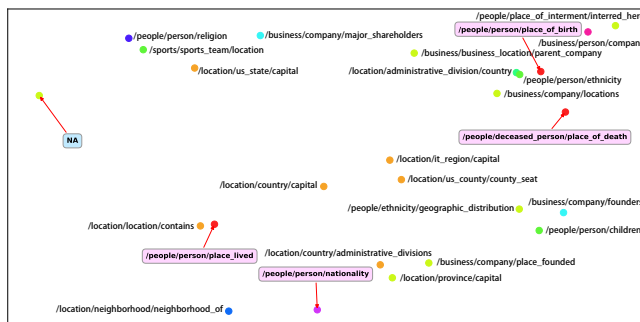 /people/place_of_interment/interred_her
/people/person/place_of_birth
/people/person/religion
/business/company/major_shareholders
/business/person/compan
/sports/sports_team/location
/business/business_location/parent_company
/location/us_state/capital
/location/administrative_division/country
/people/person/ethnicity
/business/company/locations
NA
/people/deceased_person/place_of_death
/location/it_region/capital
/location/us_county/county_seat
/location/country/capital
/people/ethnicity/geographic_distribution
/business/company/founders
/location/location/contains
/people/person/children
/people/person/place_lived
/location/country/administrative_divisions
/business/company/place_founded
/people/person/nationality
/location/province/capital
/location/neighborhood/neighborhood_of